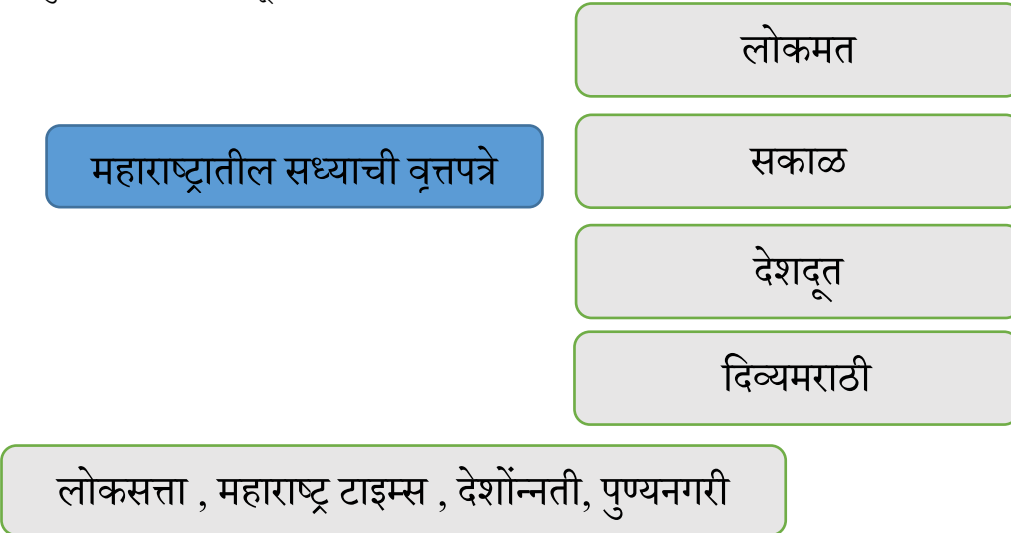 लोकमत
महाराष्ट्रातील सध्याची वृत्तपत्रे
सकाळ
देशदूत
दिव्यमराठी
लोकसत्ता , महाराष्ट्र टाइम्स , देशोंन्नती, पुण्यनगरी